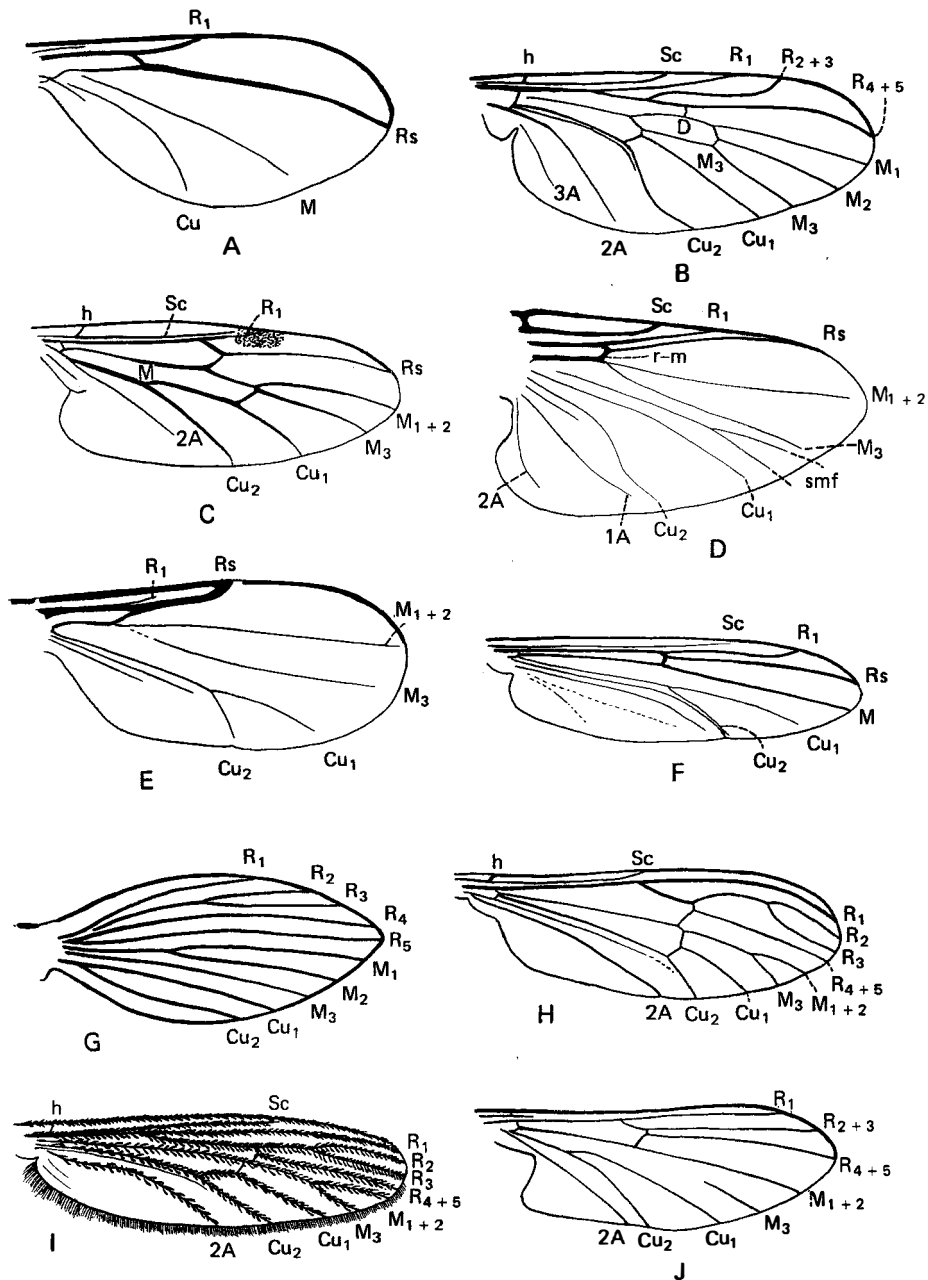 R1
Rs
M
Cu
A
h
Sc
R1
R2 + 3
R4 + 5
D
M3
M1
M2
M3
Cu1
Cu2
3A
2A
B
h
Sc
R1
M
Rs
M1 + 2
M3
2A
Cu1
Cu2
C
Sc
R1
Rs
r–m
M1 + 2
M3
smf
Cu1
2A
1A
Cu2
D
R1
Rs
M1 + 2
M3
Cu1
Cu2
E
Sc
R1
Rs
M
Cu1
Cu2
F
R1
R2
R3
R4
R5
M1
M2
M3
Cu1
Cu2
G
h
Sc
R1
R2
R3
R4 + 5
M1 + 2
M3
Cu1
Cu2
2A
H
h
Sc
R1
R2
R3
R4 + 5
M1 + 2
M3
Cu1
Cu2
2A
I
R1
R2 + 3
R4 + 5
M1 + 2
M3
Cu1
Cu2
2A
J